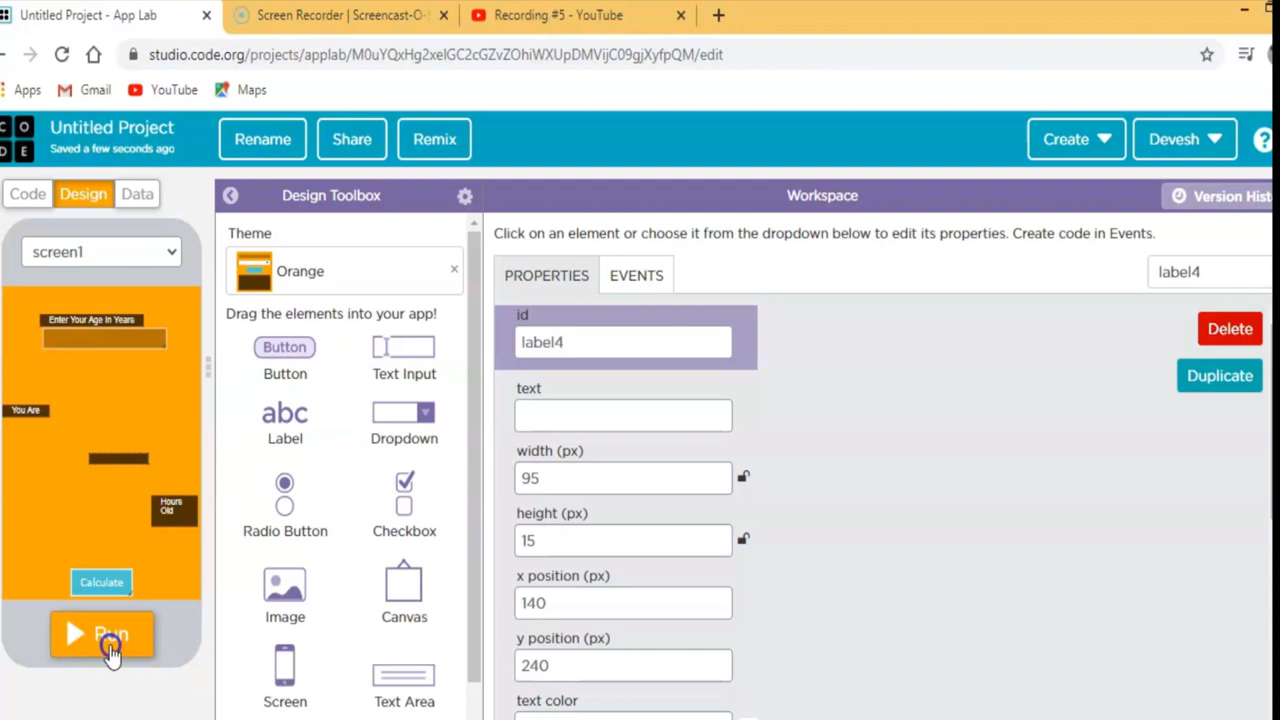 Untitled Project - App Lab
Screen Recorder | Screencast-O-
Recording #5 - YouTube
studio.code.org/projects/applab/M0uYQxHg2xelGC2cGZvZOhiWXUpDMVijC09gjXyfpQM/edit
Apps
Gmail
YouTube
Maps
C O
D E
Untitled Project
Saved a few seconds ago
Rename
Share
Remix
Create
Devesh
?
Code
Design
Data
Design Toolbox
Workspace
Version Hist
screen1
Theme
Orange
Drag the elements into your app!
Button
Button
Text Input
abc
Label
Dropdown
Radio Button
Checkbox
Image
Canvas
Screen
Text Area
Enter Your Age In Years
You Are
Hours
Old
Calculate
Run
Click on an element or choose it from the dropdown below to edit its properties. Create code in Events.
PROPERTIES
EVENTS
label4
id
label4
Delete
Duplicate
text
width (px)
95
height (px)
15
x position (px)
140
y position (px)
240
text color